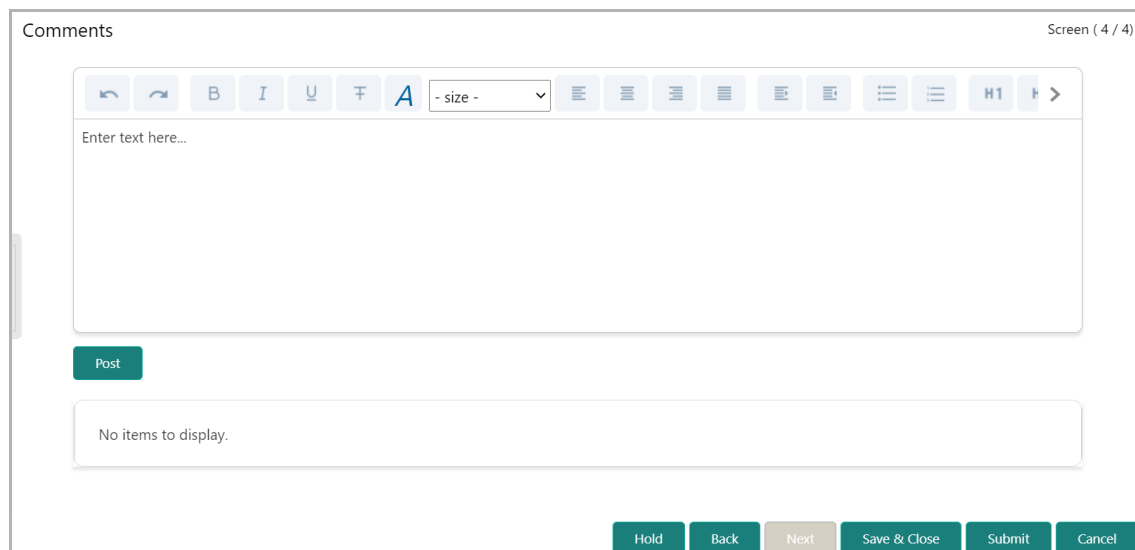 Comments
Screen ( 4 / 4)
B I U T A - size - H1
Enter text here...
Post
No items to display.
Hold Back Next Save & Close Submit Cancel